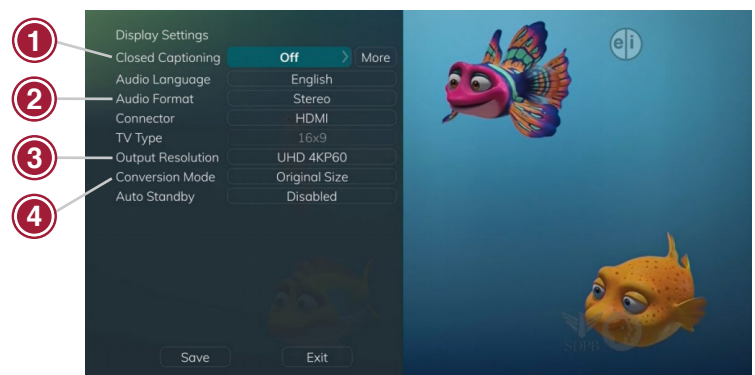 Display Settings
1
Closed Captioning Off > More
Audio Language English
2
Audio Format Stereo
Connector HDMI
TV Type 16x9
3
Output Resolution UHD 4KP60
4
Conversion Mode Original Size
Auto Standby Disabled
Save Exit
e|i
SDPB